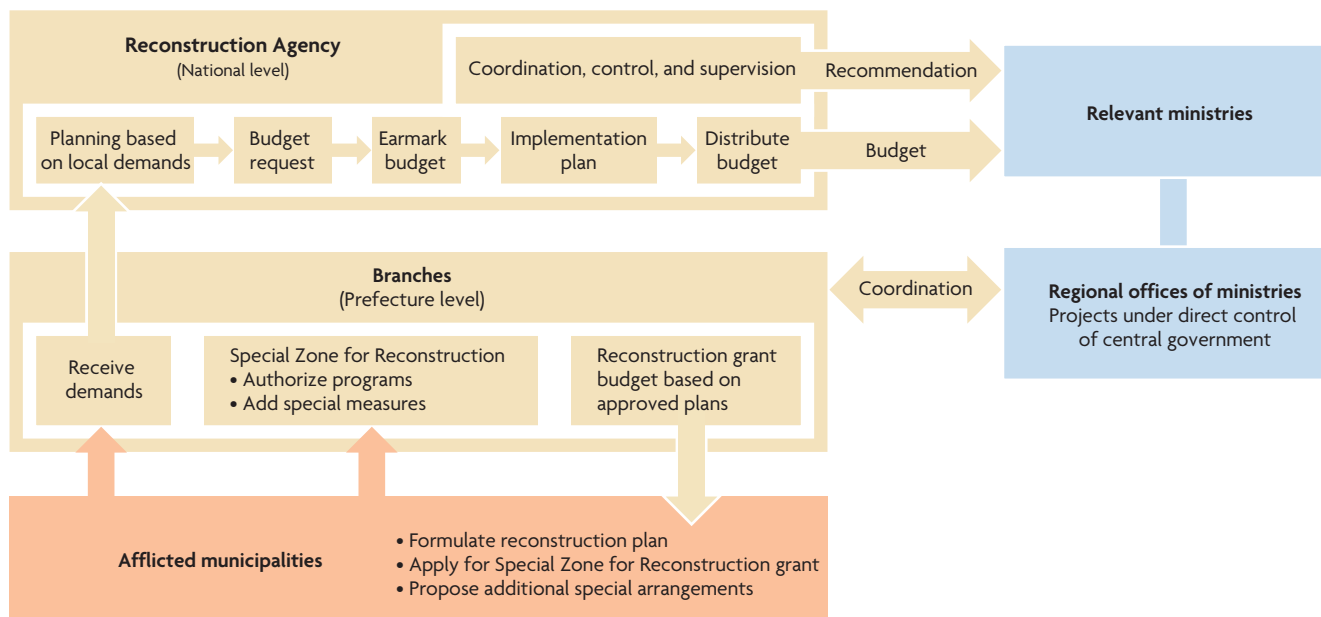 Reconstruction Agency
(National level)
Coordination, control, and supervision
Recommendation
Relevant ministries
Planning based
on local demands
Budget
request
Earmark
budget
Implementation
plan
Distribute
budget
Budget
Branches
(Prefecture level)
Coordination
Regional offices of ministries
Projects under direct control
of central government
Receive
demands
Special Zone for Reconstruction
• Authorize programs
• Add special measures
Reconstruction grant
budget based on
approved plans
Afflicted municipalities
• Formulate reconstruction plan
• Apply for Special Zone for Reconstruction grant
• Propose additional special arrangements